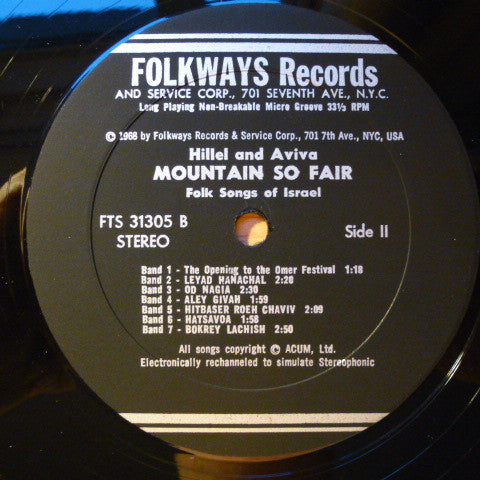 FOLKWAYS Records
AND SERVICE CORP., 701 SEVENTH AVE., N.Y.C.
Long Playing Non-Breakable Micro Groove 33⅓ RPM
© 1968 by Folkways Records & Service Corp., 701 7th Ave., NYC, USA
Hillel and Aviva
MOUNTAIN SO FAIR
Folk Songs of Israel
FTS 31305 B
STEREO
Side II
Band 1 - The Opening to the Omer Festival 1:18
Band 2 - LEYAD HANACHAL 2:20
Band 3 - OD NAGIA 2:30
Band 4 - ALEY GIVAH 1:59
Band 5 - HITBASER ROEH CHAVIV 2:09
Band 6 - HATSAVOA 1:58
Band 7 - BOKREY LACHISH 2:50
All songs copyright © ACUM, Ltd.
Electronically rechanneled to simulate Stereophonic